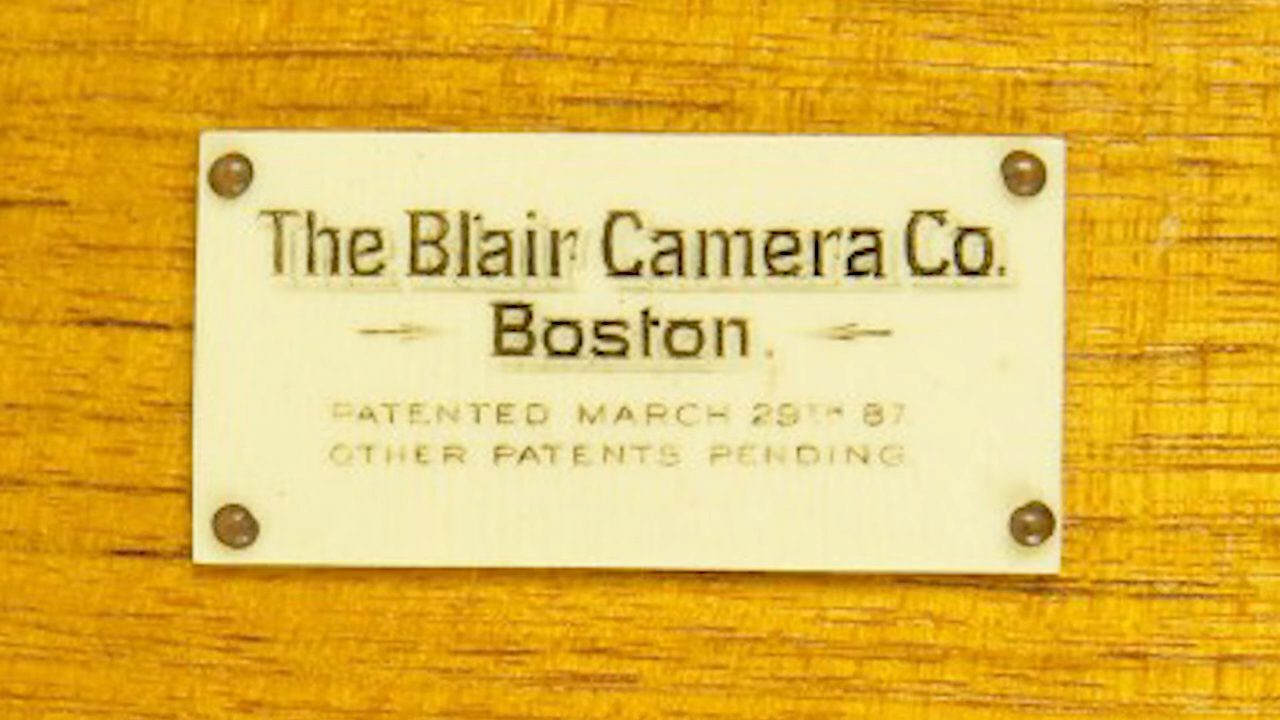 The Blair Camera Co.
Boston.
PATENTED MARCH 29TH 87
OTHER PATENTS PENDING